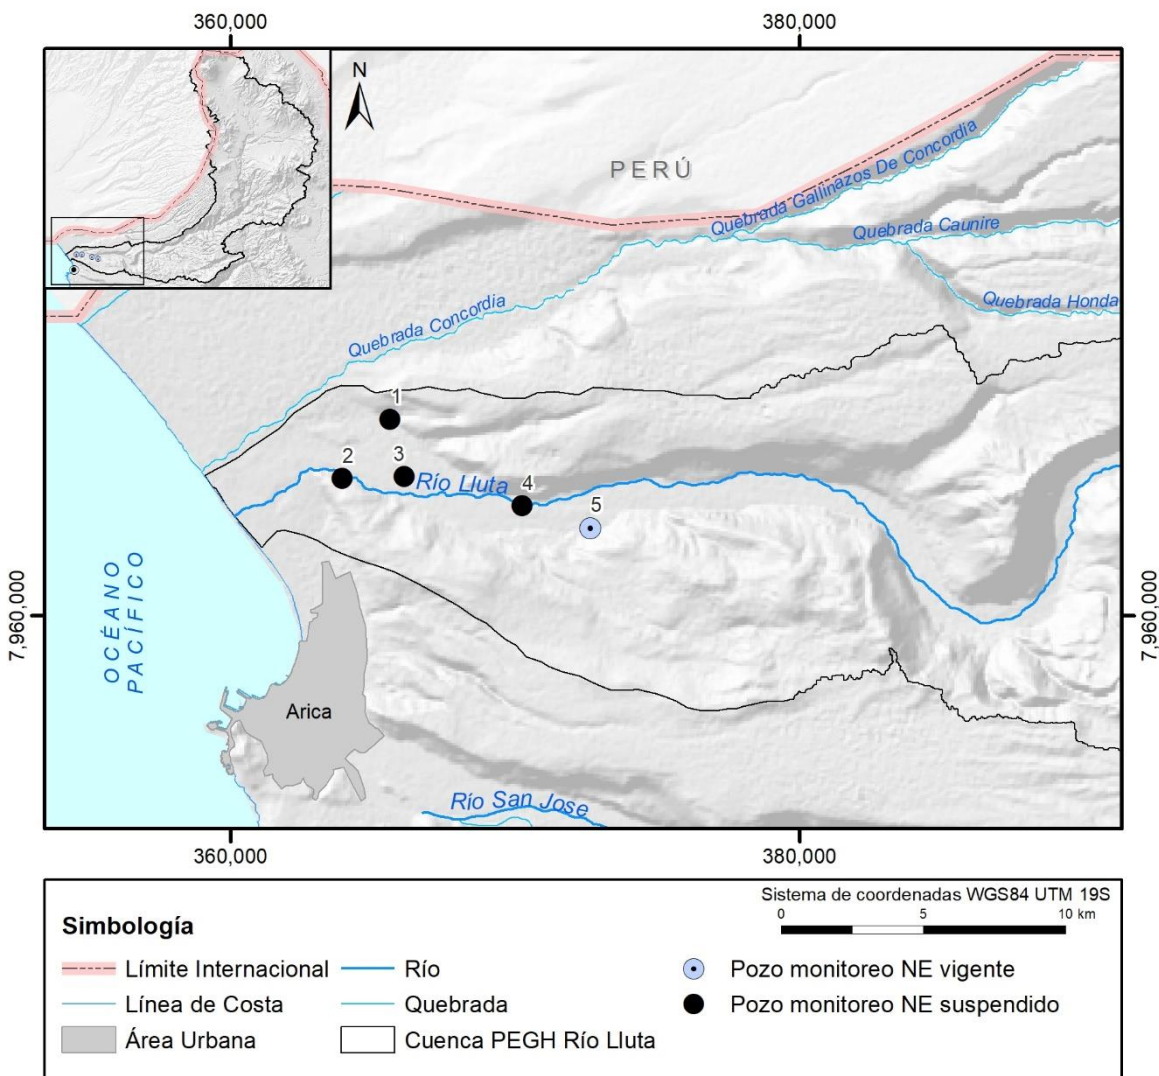 360,000
380,000
N
PERÚ
Quebrada Gallinazos De Concordia
Quebrada Caunire
Quebrada Honda
Quebrada Concordia
1
2
3
Río Lluta
4
5
7,960,000
7,960,000
OCÉANO
PACÍFICO
Arica
Río San Jose
360,000
380,000
Sistema de coordenadas WGS84 UTM 19S
0
5
10 km
Simbología
Límite Internacional
Río
Pozo monitoreo NE vigente
Línea de Costa
Quebrada
Pozo monitoreo NE suspendido
Área Urbana
Cuenca PEGH Río Lluta